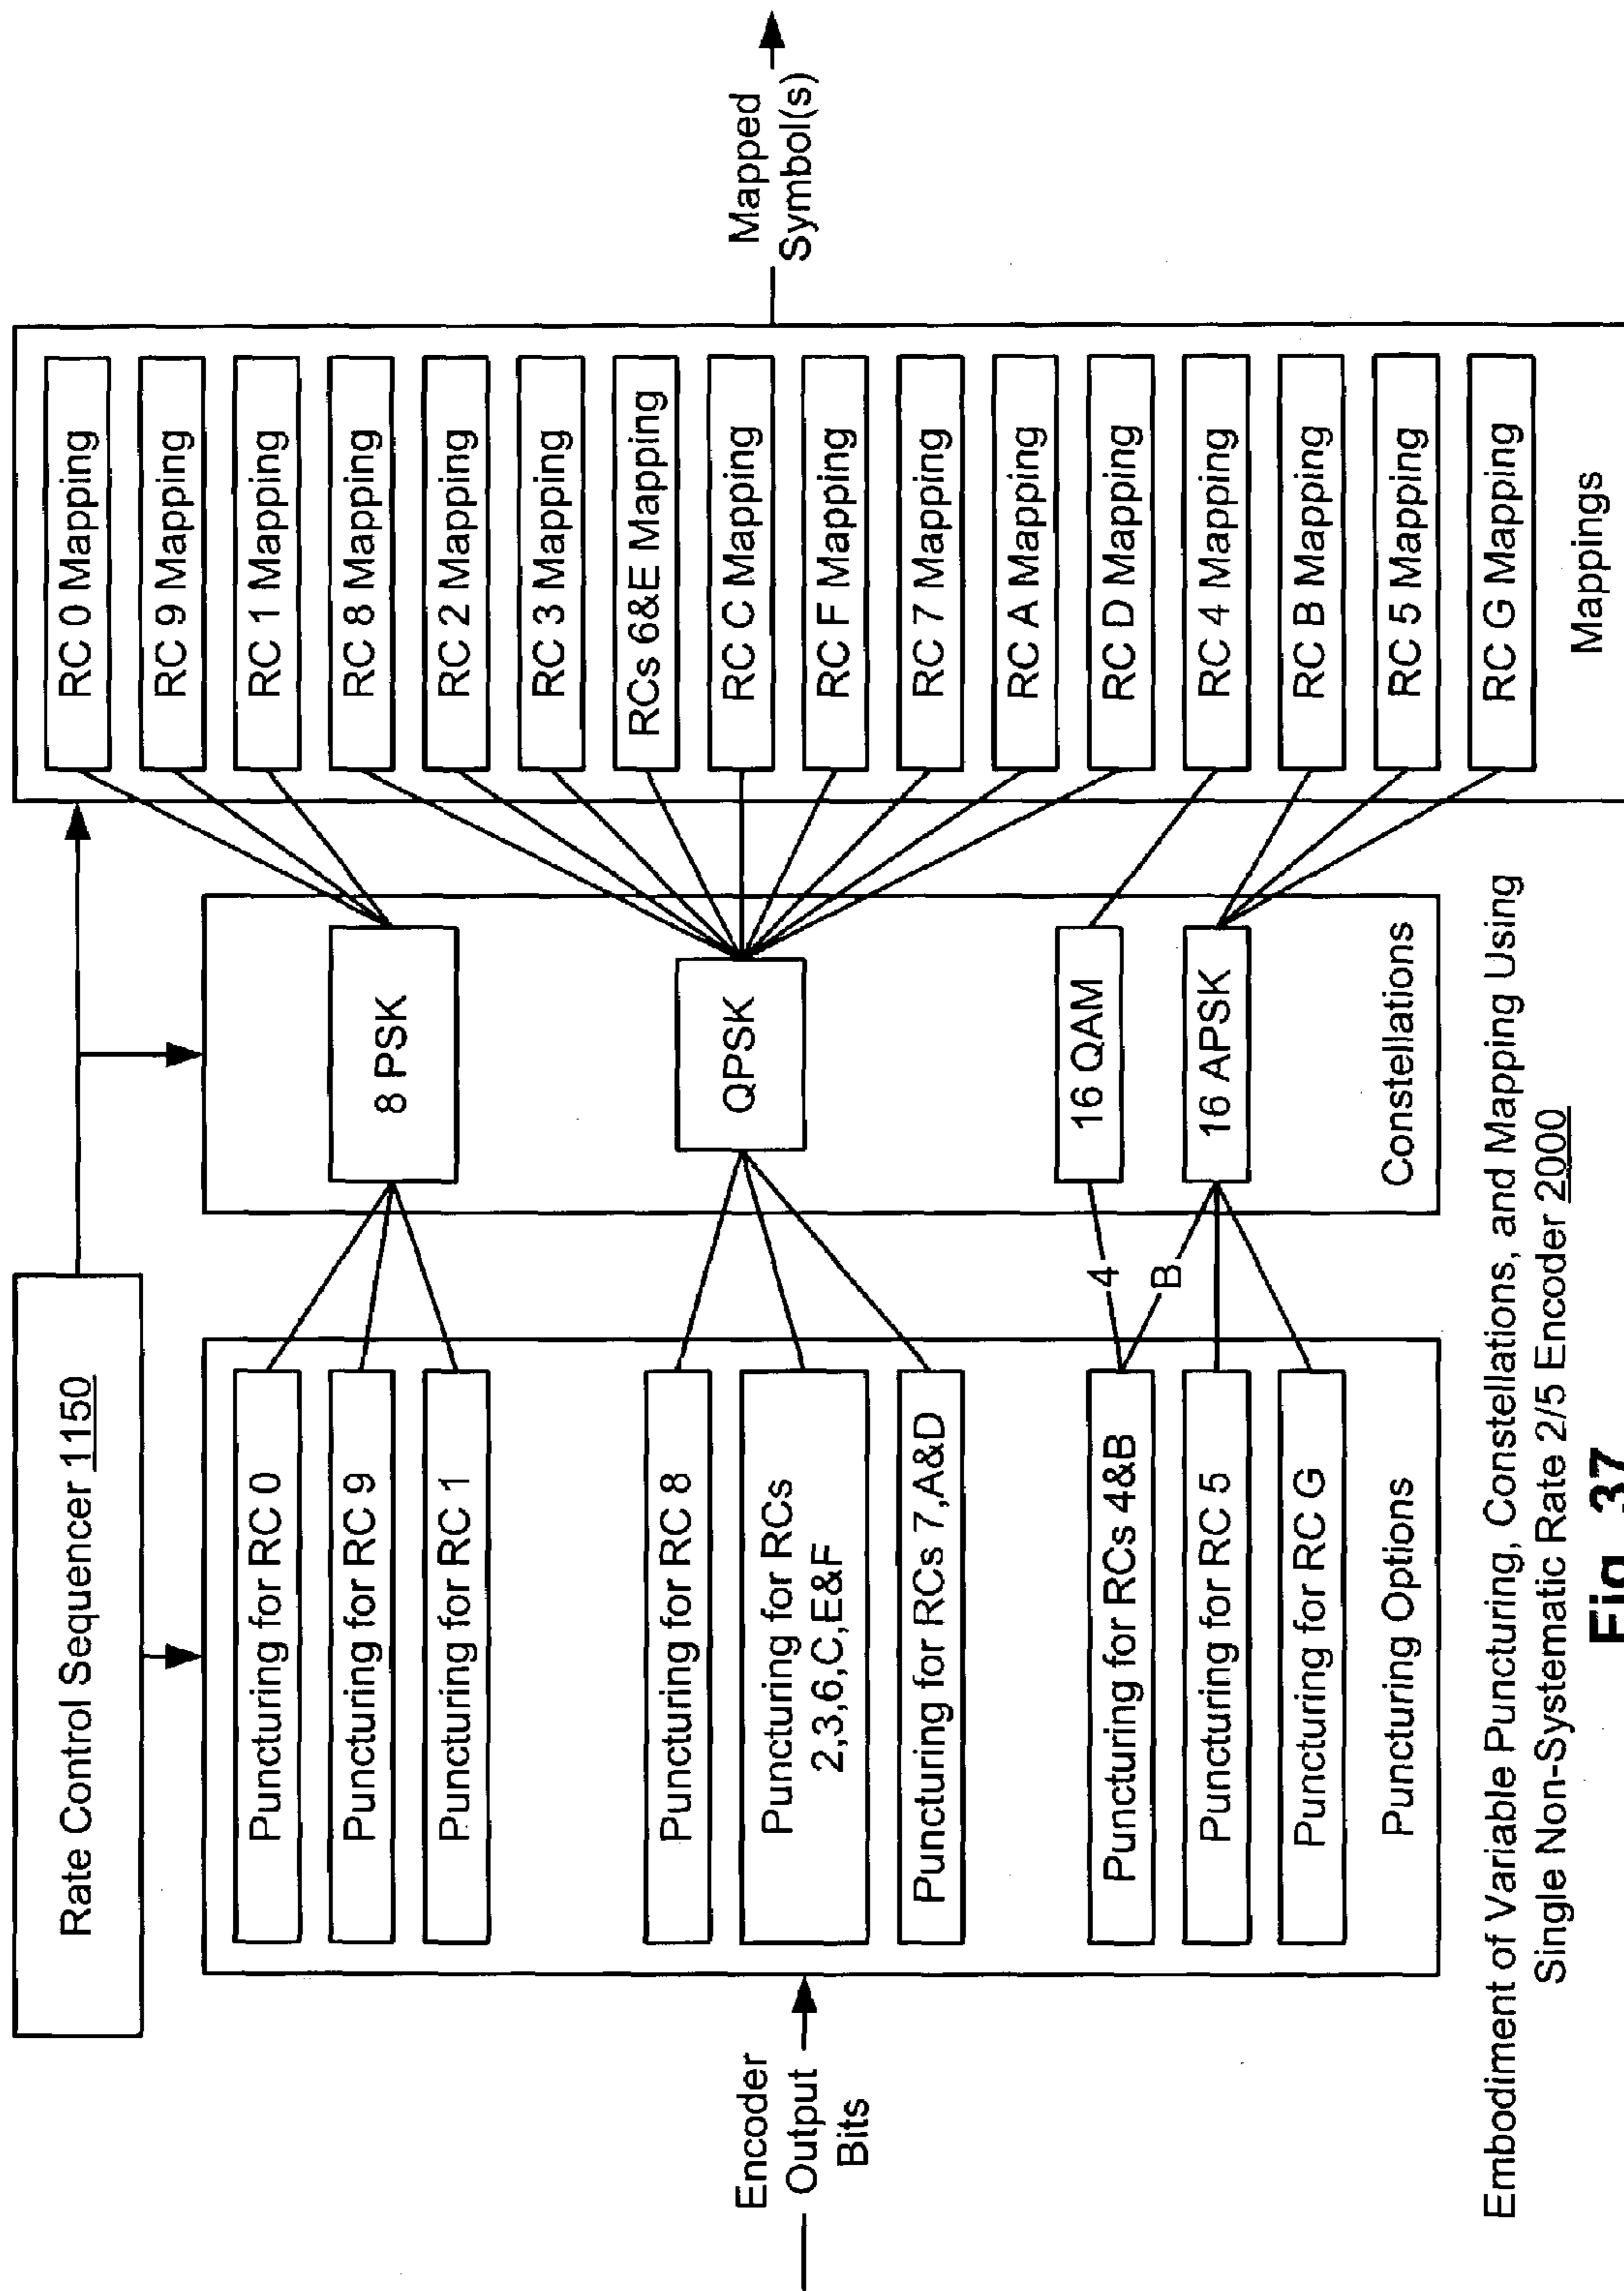 Rate Control Sequencer 1150
Encoder
Output
Bits
Puncturing for RC 0
Puncturing for RC 9
Puncturing for RC 1
Puncturing for RC 8
Puncturing for RCs
2,3,6,C,E&F
Puncturing for RCs 7,A&D
Puncturing for RCs 4&B
Puncturing for RC 5
Puncturing for RC G
Puncturing Options
4
B
8 PSK
QPSK
16 QAM
16 APSK
Constellations
RC 0 Mapping
RC 9 Mapping
RC 1 Mapping
RC 8 Mapping
RC 2 Mapping
RC 3 Mapping
RCs 6&E Mapping
RC C Mapping
RC F Mapping
RC 7 Mapping
RC A Mapping
RC D Mapping
RC 4 Mapping
RC B Mapping
RC 5 Mapping
RC G Mapping
Mappings
Mapped
Symbol(s)
Embodiment of Variable Puncturing, Constellations, and Mapping Using
Single Non-Systematic Rate 2/5 Encoder 2000
Fig. 37